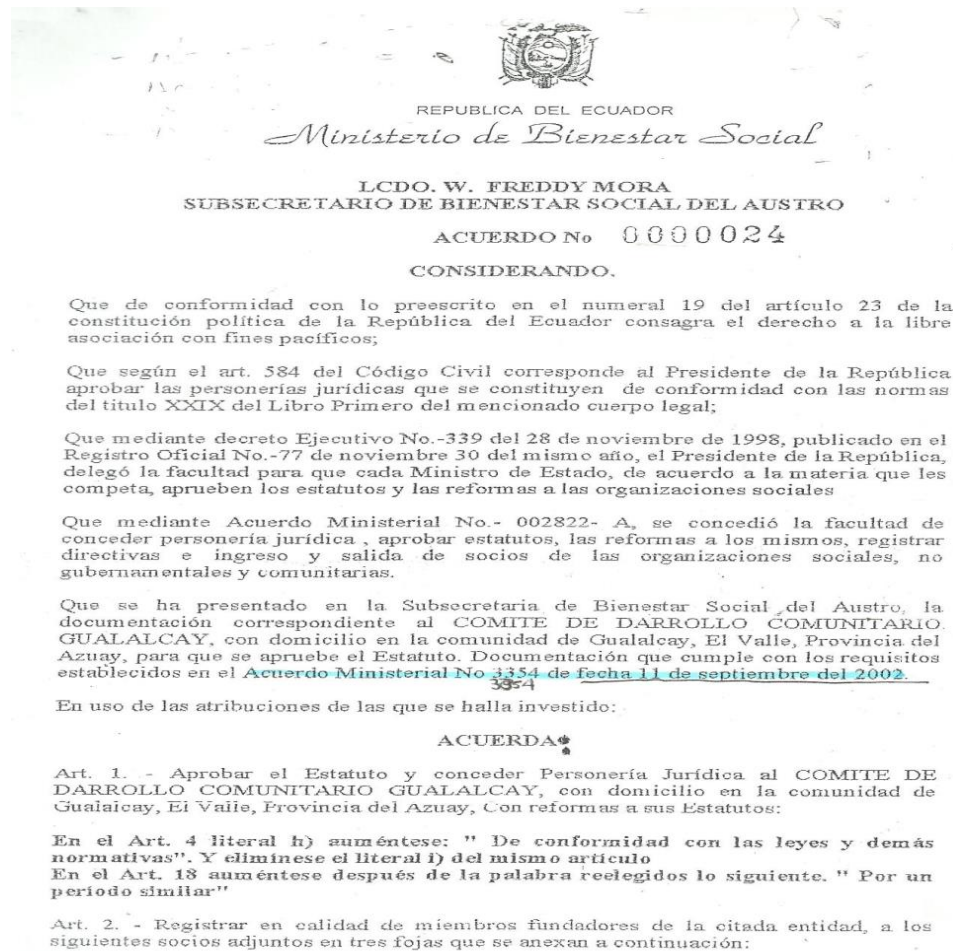 REPUBLICA DEL ECUADOR
Ministerio de Bienestar Social
LCDO. W. FREDDY MORA
SUBSECRETARIO DE BIENESTAR SOCIAL DEL AUSTRO
ACUERDO No 0000024
CONSIDERANDO.
Que de conformidad con lo preescrito en el numeral 19 del artículo 23 de la
constitución política de la República del Ecuador consagra el derecho a la libre
asociación con fines pacíficos;
Que según el art. 584 del Código Civil corresponde al Presidente de la República
aprobar las personerías jurídicas que se constituyen de conformidad con las normas
del titulo XXIX del Libro Primero del mencionado cuerpo legal;
Que mediante decreto Ejecutivo No.-339 del 28 de noviembre de 1998, publicado en el
Registro Oficial No.-77 de noviembre 30 del mismo año, el Presidente de la República,
delegó la facultad para que cada Ministro de Estado, de acuerdo a la materia que les
competa, aprueben los estatutos y las reformas a las organizaciones sociales
Que mediante Acuerdo Ministerial No.- 002822- A, se concedió la facultad de
conceder personería jurídica , aprobar estatutos, las reformas a los mismos, registrar
directivas e ingreso y salida de socios de las organizaciones sociales, no
gubernamentales y comunitarias.
Que se ha presentado en la Subsecretaria de Bienestar Social del Austro, la
documentación correspondiente al COMITE DE DARROLLO COMUNITARIO
GUALALCAY, con domicilio en la comunidad de Gualalcay, El Valle, Provincia del
Azuay, para que se apruebe el Estatuto. Documentación que cumple con los requisitos
establecidos en el Acuerdo Ministerial No 3354 de fecha 11 de septiembre del 2002.
3354
En uso de las atribuciones de las que se halla investido:
ACUERDA:
Art. 1. - Aprobar el Estatuto y conceder Personería Jurídica al COMITE DE
DARROLLO COMUNITARIO GUALALCAY, con domicilio en la comunidad de
Gualalcay, El Valle, Provincia del Azuay, Con reformas a sus Estatutos:
En el Art. 4 literal h) auméntese: " De conformidad con las leyes y demás
normativas". Y elimínese el literal i) del mismo artículo
En el Art. 18 auméntese después de la palabra reelegidos lo siguiente. " Por un
período similar"
Art. 2. - Registrar en calidad de miembros fundadores de la citada entidad, a los
siguientes socios adjuntos en tres fojas que se anexan a continuación: